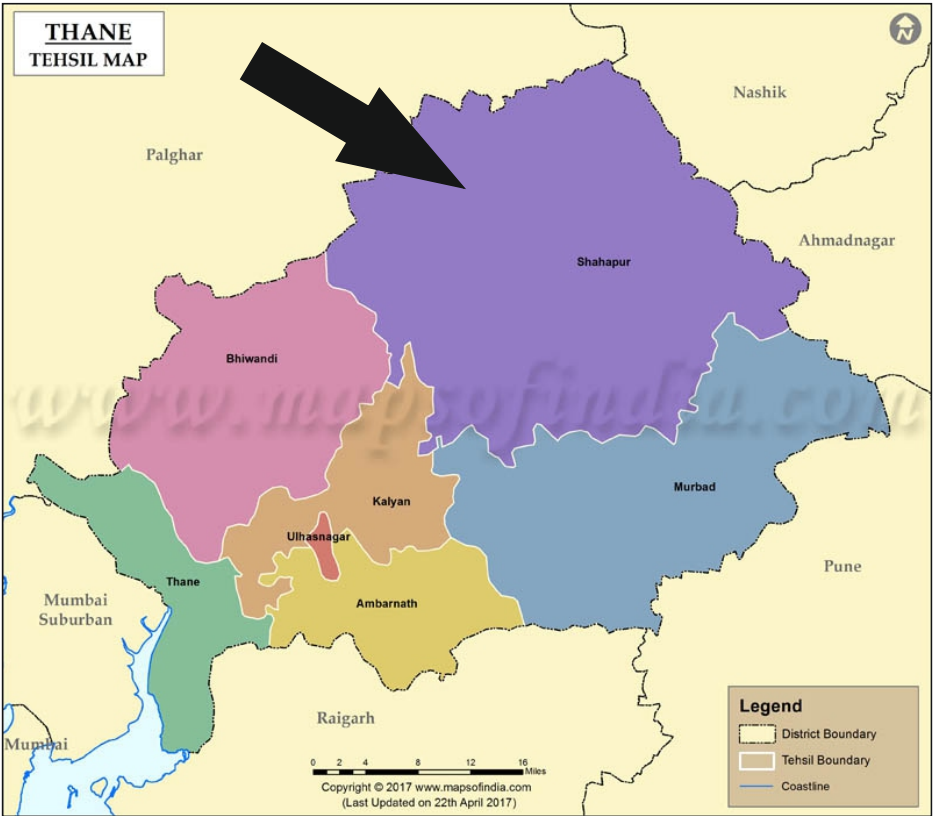 THANE
TEHSIL MAP
N
Nashik
Palghar
Ahmadnagar
Shahapur
Bhiwandi
www.mapsofindia.com
Murbad
Kalyan
Ulhasnagar
Pune
Thane
Mumbai
Suburban
Ambarnath
Raigarh
Mumbai
Legend
District Boundary
Tehsil Boundary
Coastline
0 2 4 8 12 16
Miles
Copyright © 2017 www.mapsofindia.com
(Last Updated on 22th April 2017)